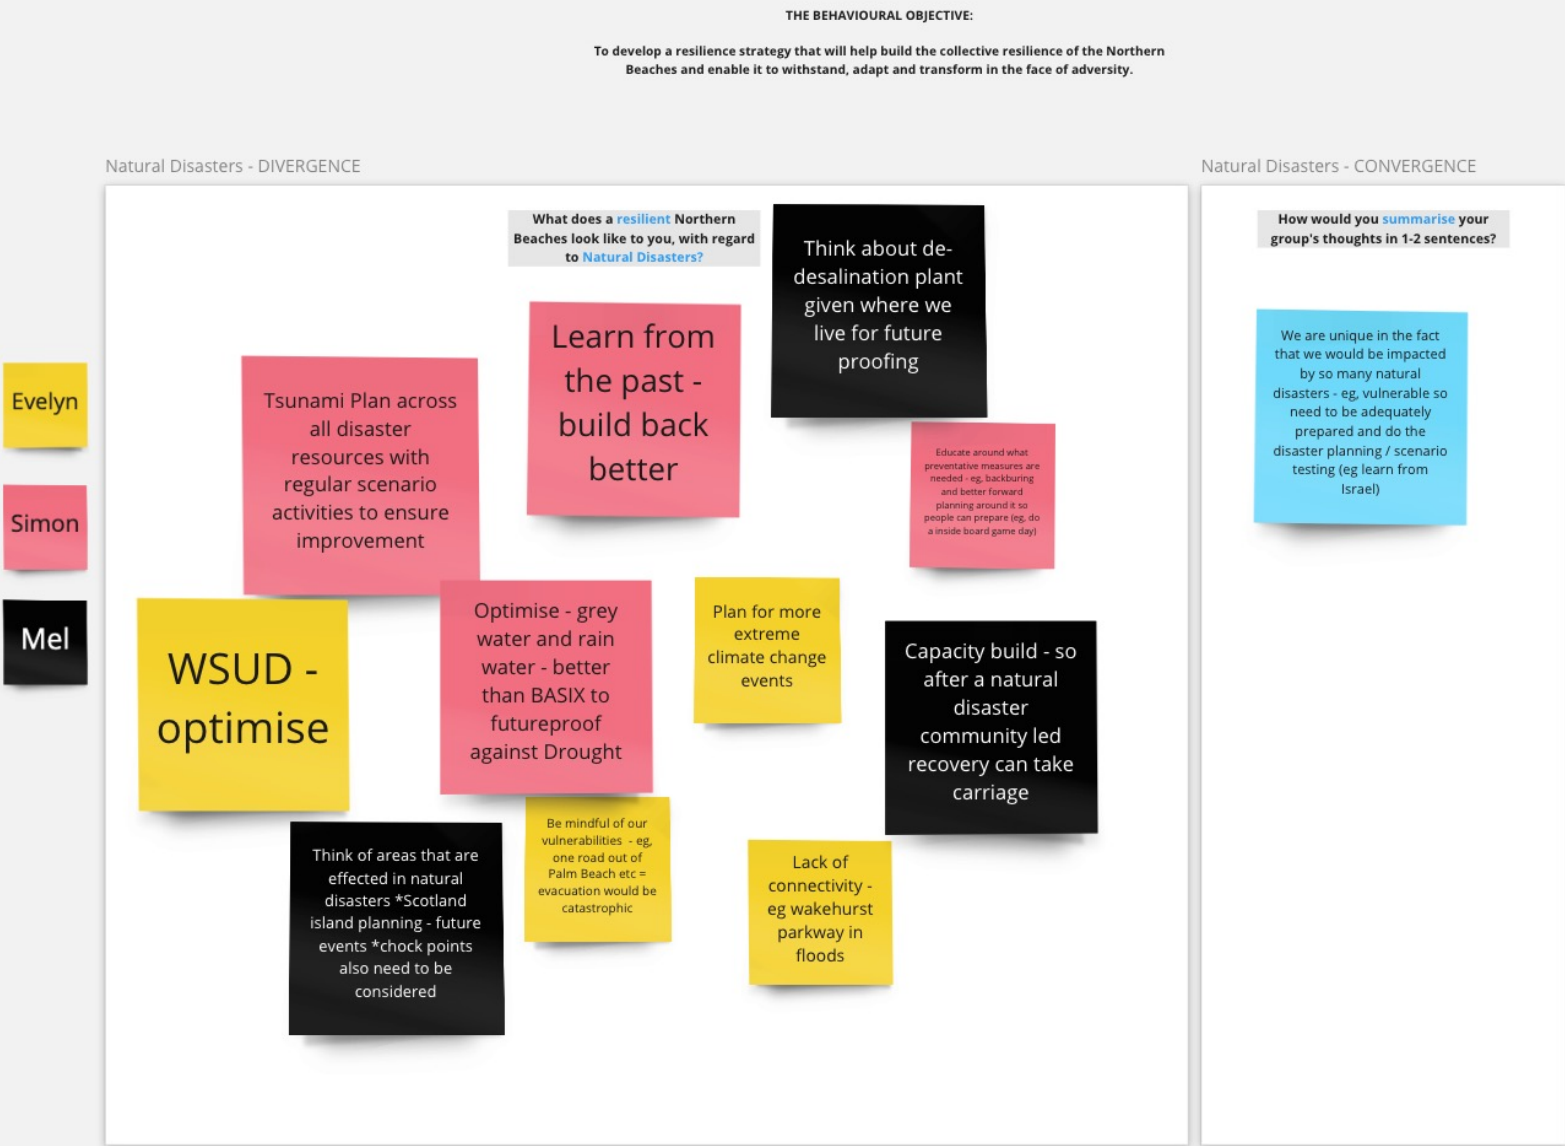 THE BEHAVIOURAL OBJECTIVE:
To develop a resilience strategy that will help build the collective resilience of the Northern
Beaches and enable it to withstand, adapt and transform in the face of adversity.
Natural Disasters - DIVERGENCE
What does a resilient Northern
Beaches look like to you, with regard
to Natural Disasters?
Think about de-
desalination plant
given where we
live for future
proofing
Learn from
the past -
build back
better
Tsunami Plan across
all disaster
resources with
regular scenario
activities to ensure
improvement
Educate around what
preventative measures are
needed - eg, backburing
and better forward
planning around it so
people can prepare (eg, do
a inside board game day)
Evelyn
Simon
Mel
WSUD -
optimise
Optimise - grey
water and rain
water - better
than BASIX to
futureproof
against Drought
Plan for more
extreme
climate change
events
Capacity build - so
after a natural
disaster
community led
recovery can take
carriage
Think of areas that are
effected in natural
disasters *Scotland
island planning - future
events *chock points
also need to be
considered
Be mindful of our
vulnerabilities - eg,
one road out of
Palm Beach etc =
evacuation would be
catastrophic
Lack of
connectivity -
eg wakehurst
parkway in
floods
Natural Disasters - CONVERGENCE
How would you summarise your
group's thoughts in 1-2 sentences?
We are unique in the fact
that we would be impacted
by so many natural
disasters - eg, vulnerable so
need to be adequately
prepared and do the
disaster planning / scenario
testing (eg learn from
Israel)